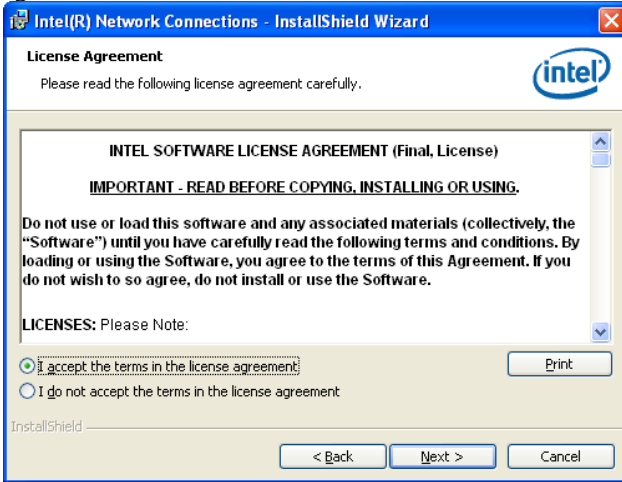 Intel(R) Network Connections - InstallShield Wizard
License Agreement
Please read the following license agreement carefully.
intel
INTEL SOFTWARE LICENSE AGREEMENT (Final, License)
IMPORTANT - READ BEFORE COPYING, INSTALLING OR USING.
Do not use or load this software and any associated materials (collectively, the
“Software”) until you have carefully read the following terms and conditions. By
loading or using the Software, you agree to the terms of this Agreement. If you
do not wish to so agree, do not install or use the Software.
LICENSES: Please Note:
I accept the terms in the license agreement
Print
I do not accept the terms in the license agreement
InstallShield
< Back
Next >
Cancel